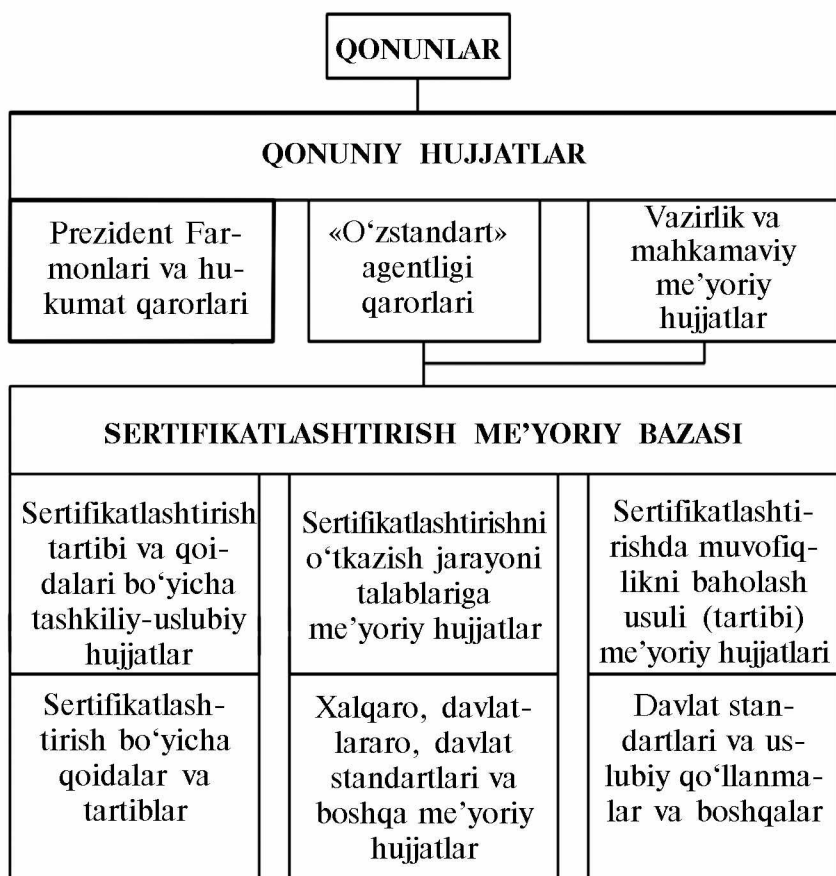 QONUNLAR
QONUNIY HUJJATLAR
Prezident Far-
monlari va hu-
kumat qarorlari
«O‘zstandart»
agentligi
qarorlari
Vazirlik va
mahkamaviy
me’yoriy
hujjatlar
SERTIFIKATLASHTIRISH ME’YORIY BAZASI
Sertifikatlashtirish
tartibi va qoi-
dalari bo‘yicha
tashkiliy-uslubiy
hujjatlar
Sertifikatlashtirishni
o‘tkazish jarayoni
talablariga
me’yoriy hujjatlar
Sertifikatlashti-
rishda muvofiq-
likni baholash
usuli (tartibi)
me’yoriy hujjatlari
Sertifikatlash-
tirish bo‘yicha
qoidalar va
tartiblar
Xalqaro, davlat-
lararo, davlat
standartlari va
boshqa me’yoriy
hujjatlar
Davlat stan-
dartlari va us-
lubiy qo‘llanma-
lar va boshqalar